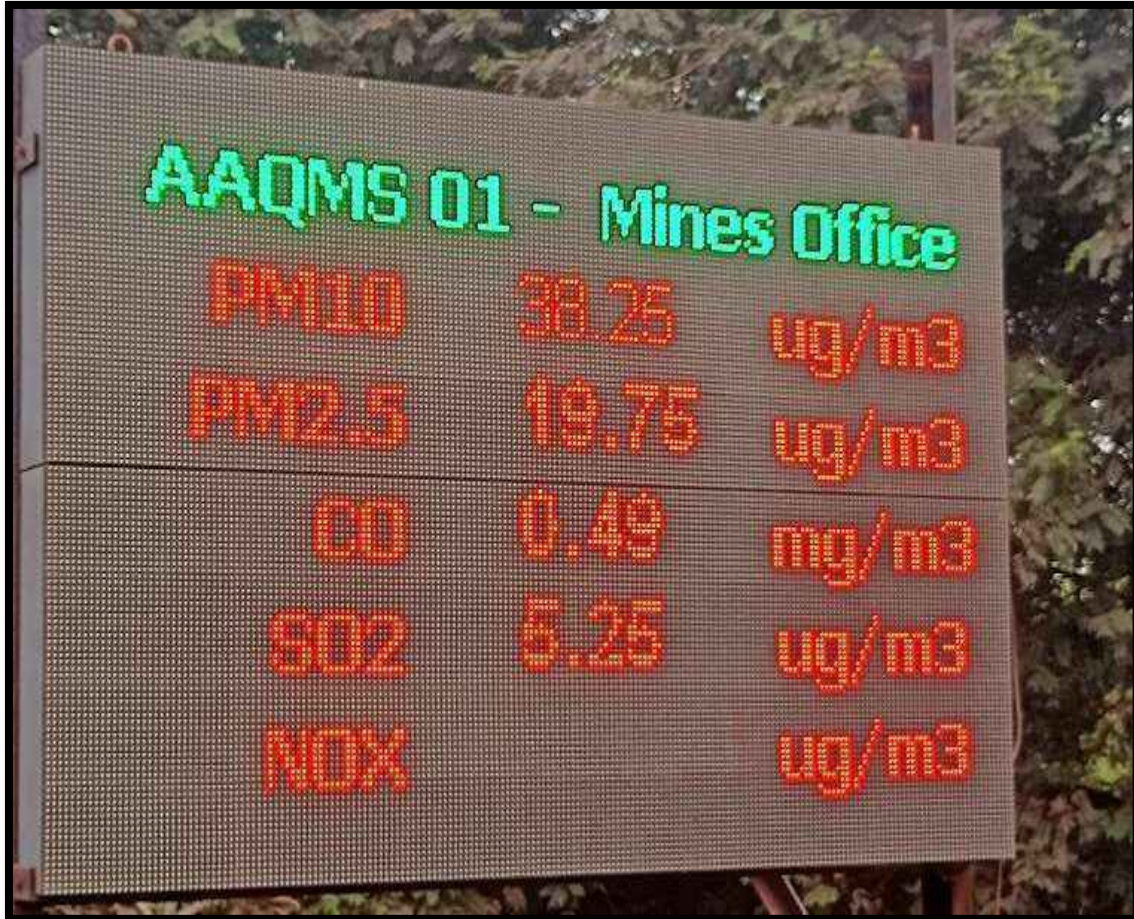 AAQMS 01 - Mines Office
PM10 38.25 ug/m3
PM2.5 19.75 ug/m3
CO 0.49 mg/m3
SO2 5.25 ug/m3
NOX ug/m3